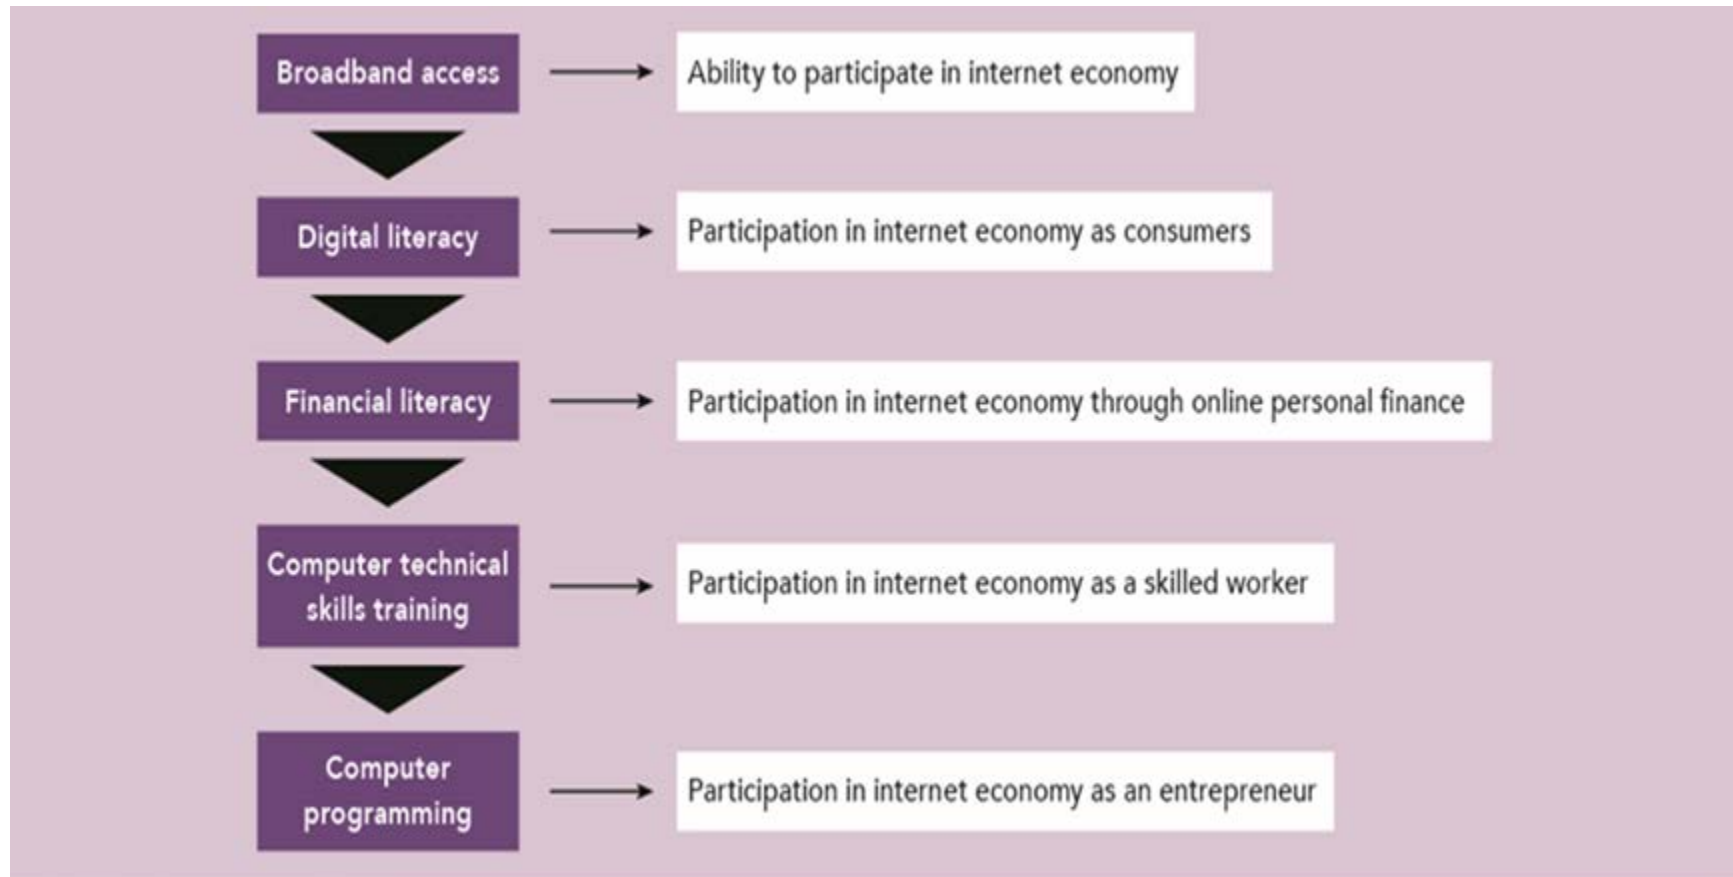 Broadband access
Ability to participate in internet economy
Digital literacy
Participation in internet economy as consumers
Financial literacy
Participation in internet economy through online personal finance
Computer technical
skills training
Participation in internet economy as a skilled worker
Computer
programming
Participation in internet economy as an entrepreneur